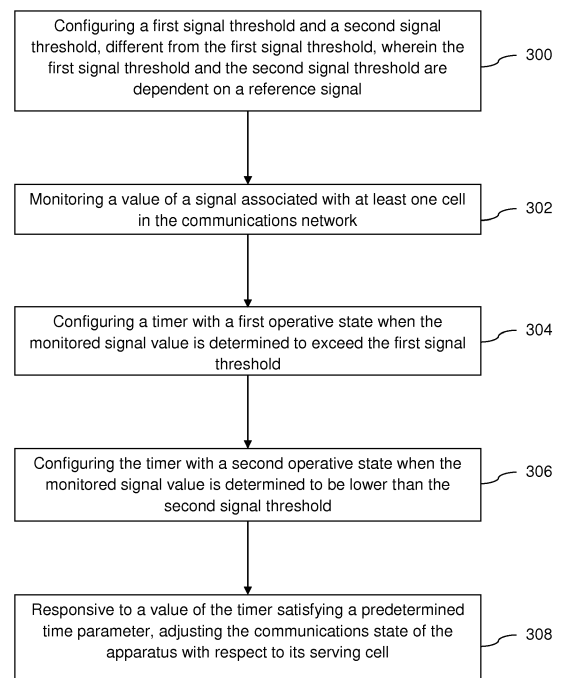 Configuring a first signal threshold and a second signal
threshold, different from the first signal threshold, wherein the
first signal threshold and the second signal threshold are
dependent on a reference signal
300
Monitoring a value of a signal associated with at least one cell
in the communications network
302
Configuring a timer with a first operative state when the
monitored signal value is determined to exceed the first signal
threshold
304
Configuring the timer with a second operative state when the
monitored signal value is determined to be lower than the
second signal threshold
306
Responsive to a value of the timer satisfying a predetermined
time parameter, adjusting the communications state of the
apparatus with respect to its serving cell
308